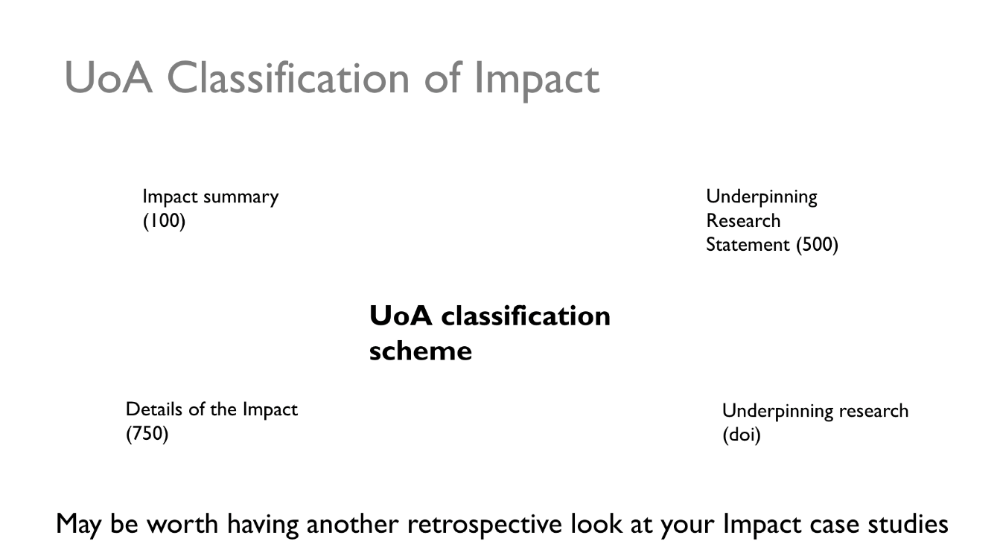 UoA Classification of Impact
Impact summary
(100)
Underpinning
Research
Statement (500)
UoA classification
scheme
Details of the Impact
(750)
Underpinning research
(doi)
May be worth having another retrospective look at your Impact case studies